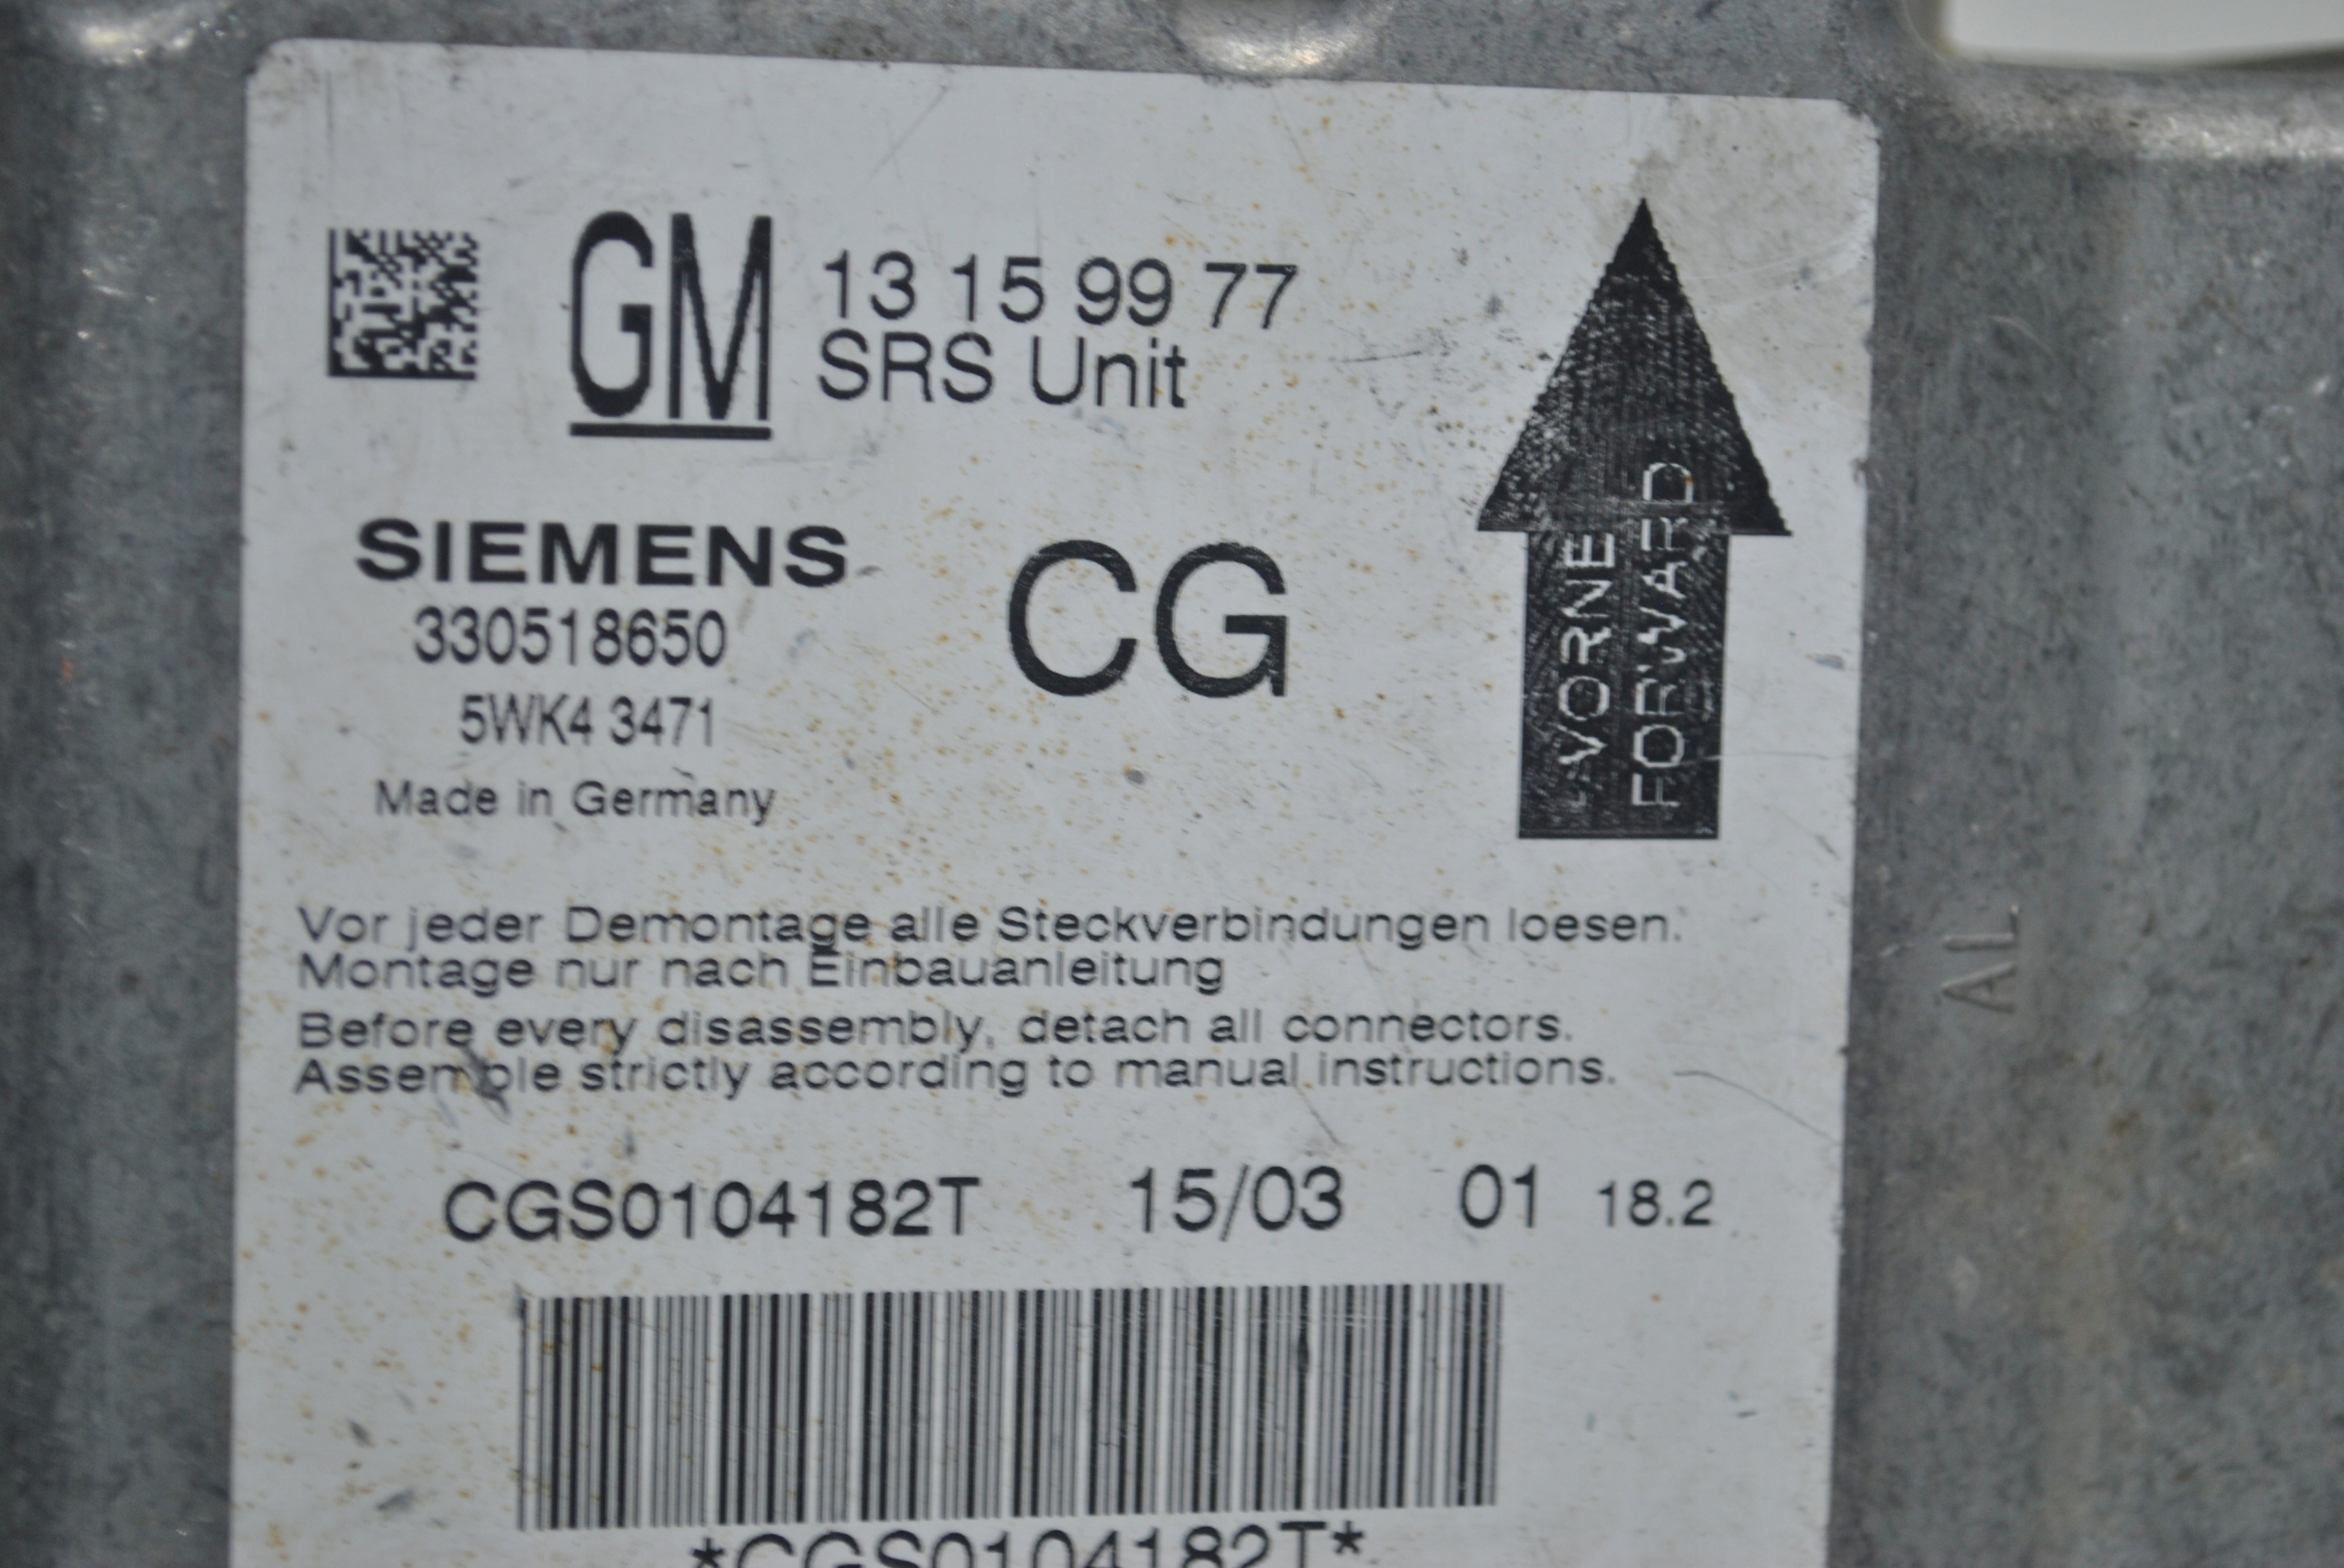 GM 13 15 99 77
SRS Unit
SIEMENS
330518650
5WK4 3471
Made in Germany
CG
VORNE
FORWARD
Vor jeder Demontage alle Steckverbindungen loesen.
Montage nur nach Einbauanleitung
Before every disassembly, detach all connectors.
Assemble strictly according to manual instructions.
CGS0104182T 15/03 01 18.2
*CGS0104182T*
AL